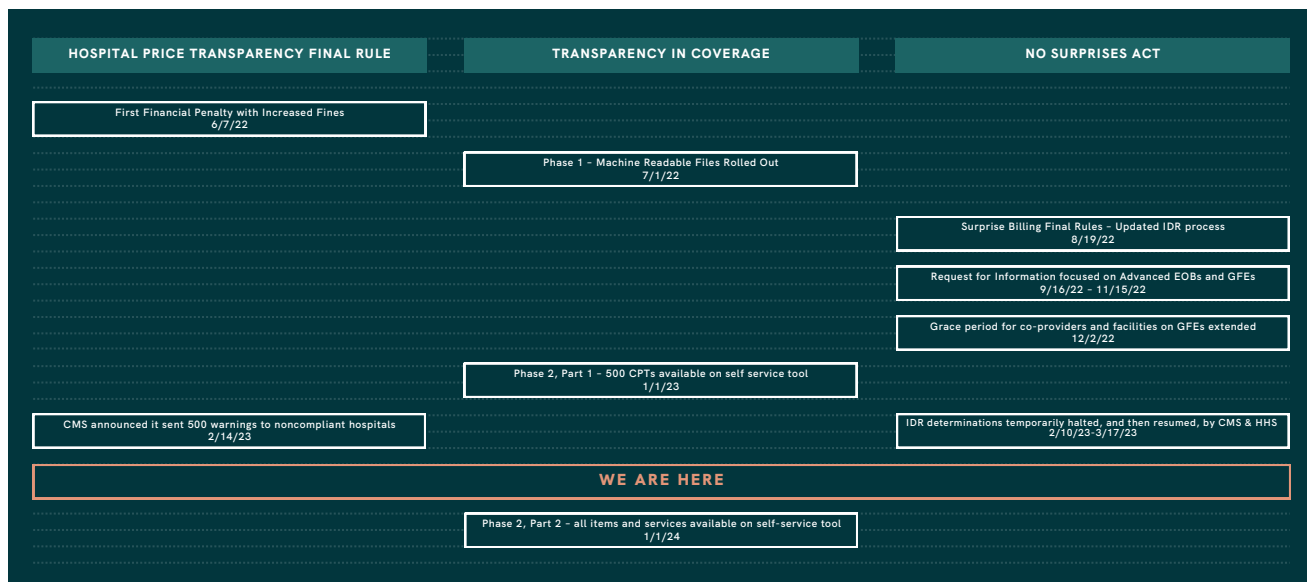 HOSPITAL PRICE TRANSPARENCY FINAL RULE
TRANSPARENCY IN COVERAGE
NO SURPRISES ACT
First Financial Penalty with Increased Fines
6/7/22
Phase 1 – Machine Readable Files Rolled Out
7/1/22
Surprise Billing Final Rules – Updated IDR process
8/19/22
Request for Information focused on Advanced EOBs and GFEs
9/16/22 – 11/15/22
Grace period for co-providers and facilities on GFEs extended
12/2/22
Phase 2, Part 1 – 500 CPTs available on self service tool
1/1/23
CMS announced it sent 500 warnings to noncompliant hospitals
2/14/23
IDR determinations temporarily halted, and then resumed, by CMS & HHS
2/10/23-3/17/23
WE ARE HERE
Phase 2, Part 2 – all items and services available on self-service tool
1/1/24